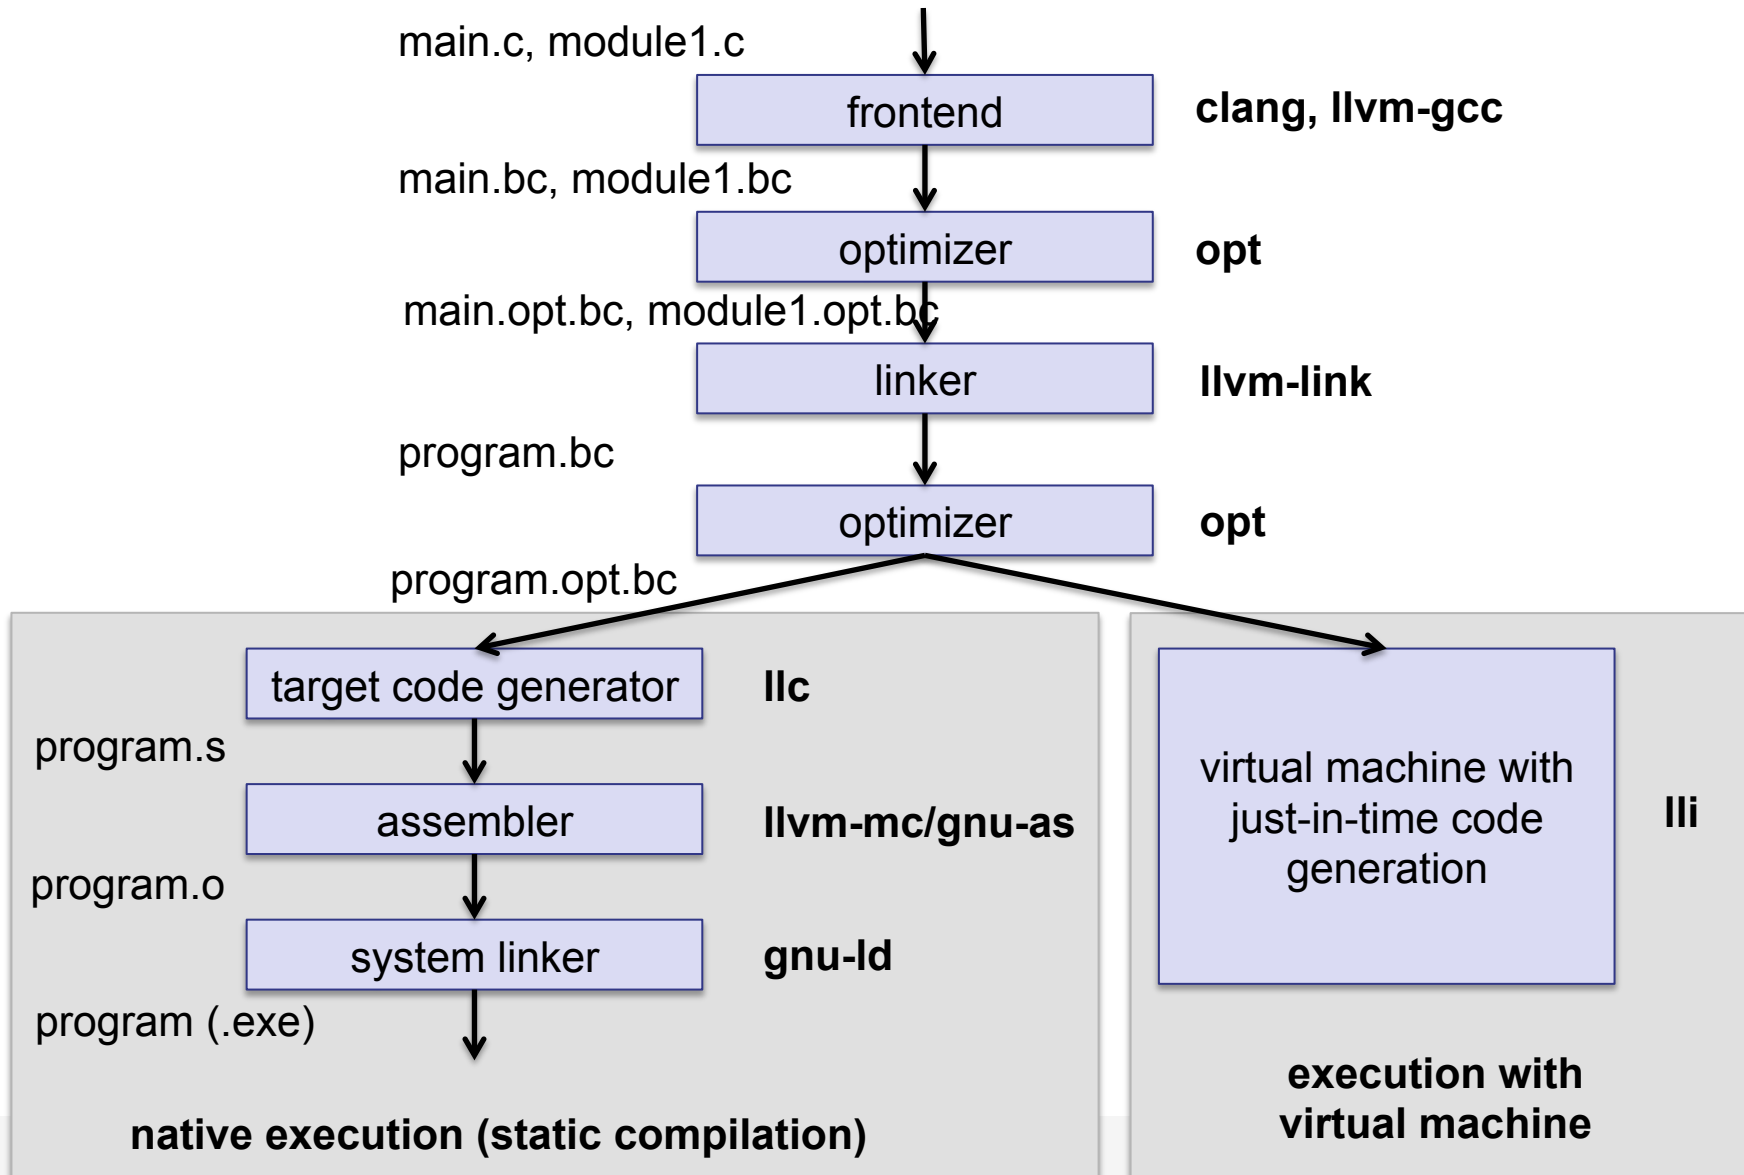 main.c, module1.c
frontend
clang, llvm-gcc
main.bc, module1.bc
optimizer
opt
main.opt.bc, module1.opt.bc
linker
llvm-link
program.bc
optimizer
opt
program.opt.bc
target code generator
llc
program.s
assembler
llvm-mc/gnu-as
program.o
system linker
gnu-ld
program (.exe)
native execution (static compilation)
virtual machine with
just-in-time code
generation
lli
execution with
virtual machine